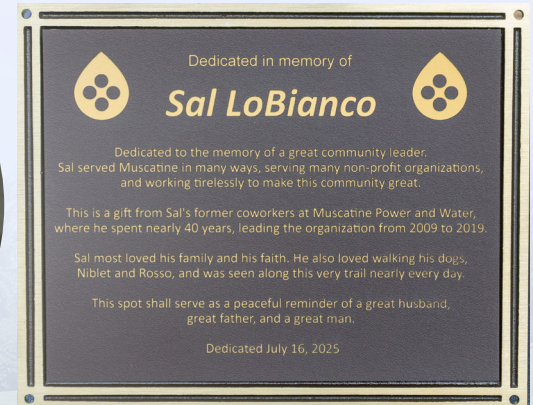 Dedicated in memory of
Sal LoBianco
Dedicated to the memory of a great community leader.
Sal served Muscatine in many ways, serving many non-profit organizations,
and working tirelessly to make this community great.
This is a gift from Sal's former coworkers at Muscatine Power and Water,
where he spent nearly 40 years, leading the organization from 2009 to 2019.
Sal most loved his family and his faith. He also loved walking his dogs,
Niblet and Rosso, and was seen along this very trail nearly every day.
This spot shall serve as a peaceful reminder of a great husband,
great father, and a great man.
Dedicated July 16, 2025